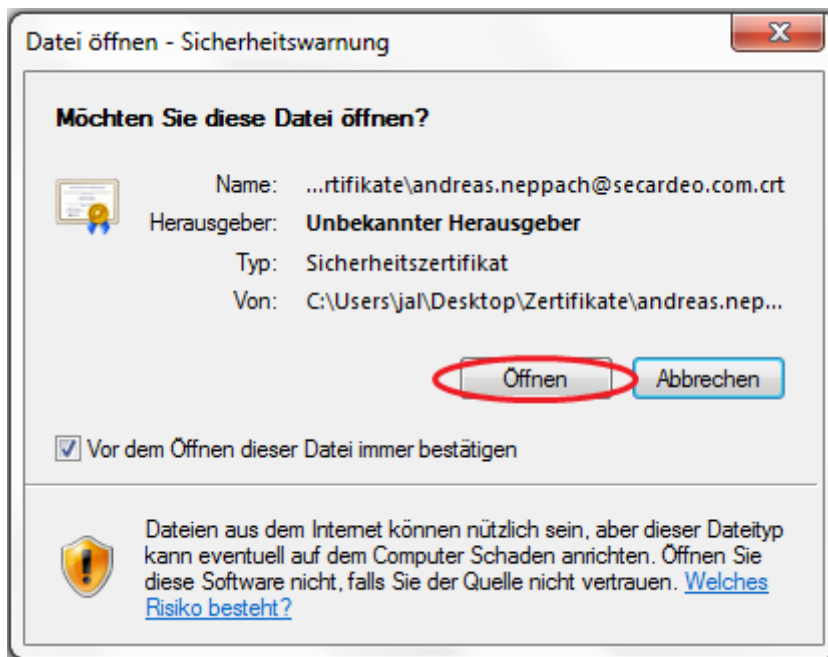 Datei öffnen - Sicherheitswarnung
Möchten Sie diese Datei öffnen?
Name: ...rtifikate\andreas.neppach@secardeo.com.crt
Herausgeber: Unbekannter Herausgeber
Typ: Sicherheitszertifikat
Von: C:\Users\jal\Desktop\Zertifikate\andreas.nep...
Öffnen Abbrechen
Vor dem Öffnen dieser Datei immer bestätigen
Dateien aus dem Internet können nützlich sein, aber dieser Dateityp
kann eventuell auf dem Computer Schaden anrichten. Öffnen Sie
diese Software nicht, falls Sie der Quelle nicht vertrauen. Welches
Risiko besteht?